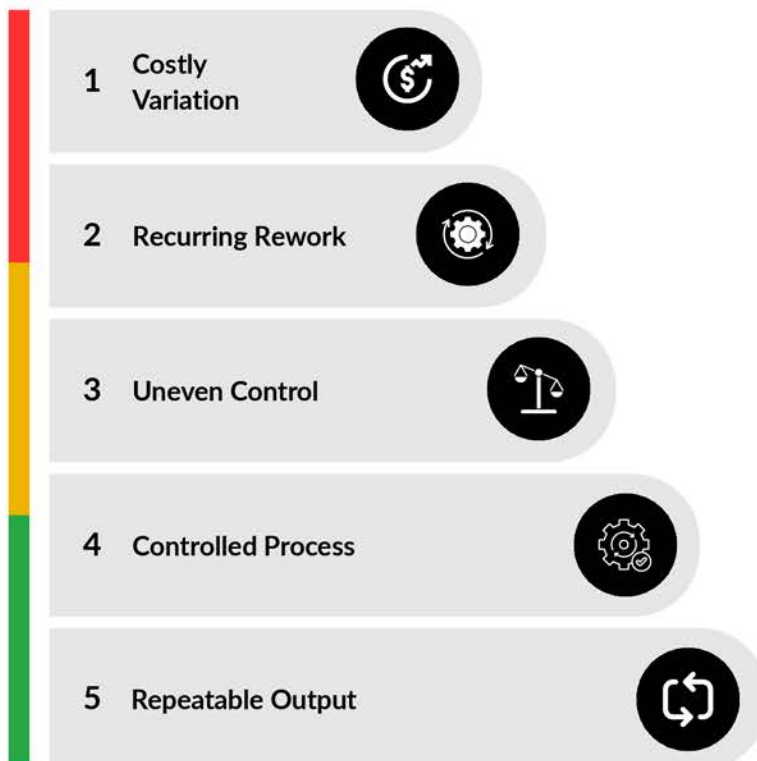 1
Costly
Variation
2 Recurring Rework
3 Uneven Control
4 Controlled Process
5 Repeatable Output